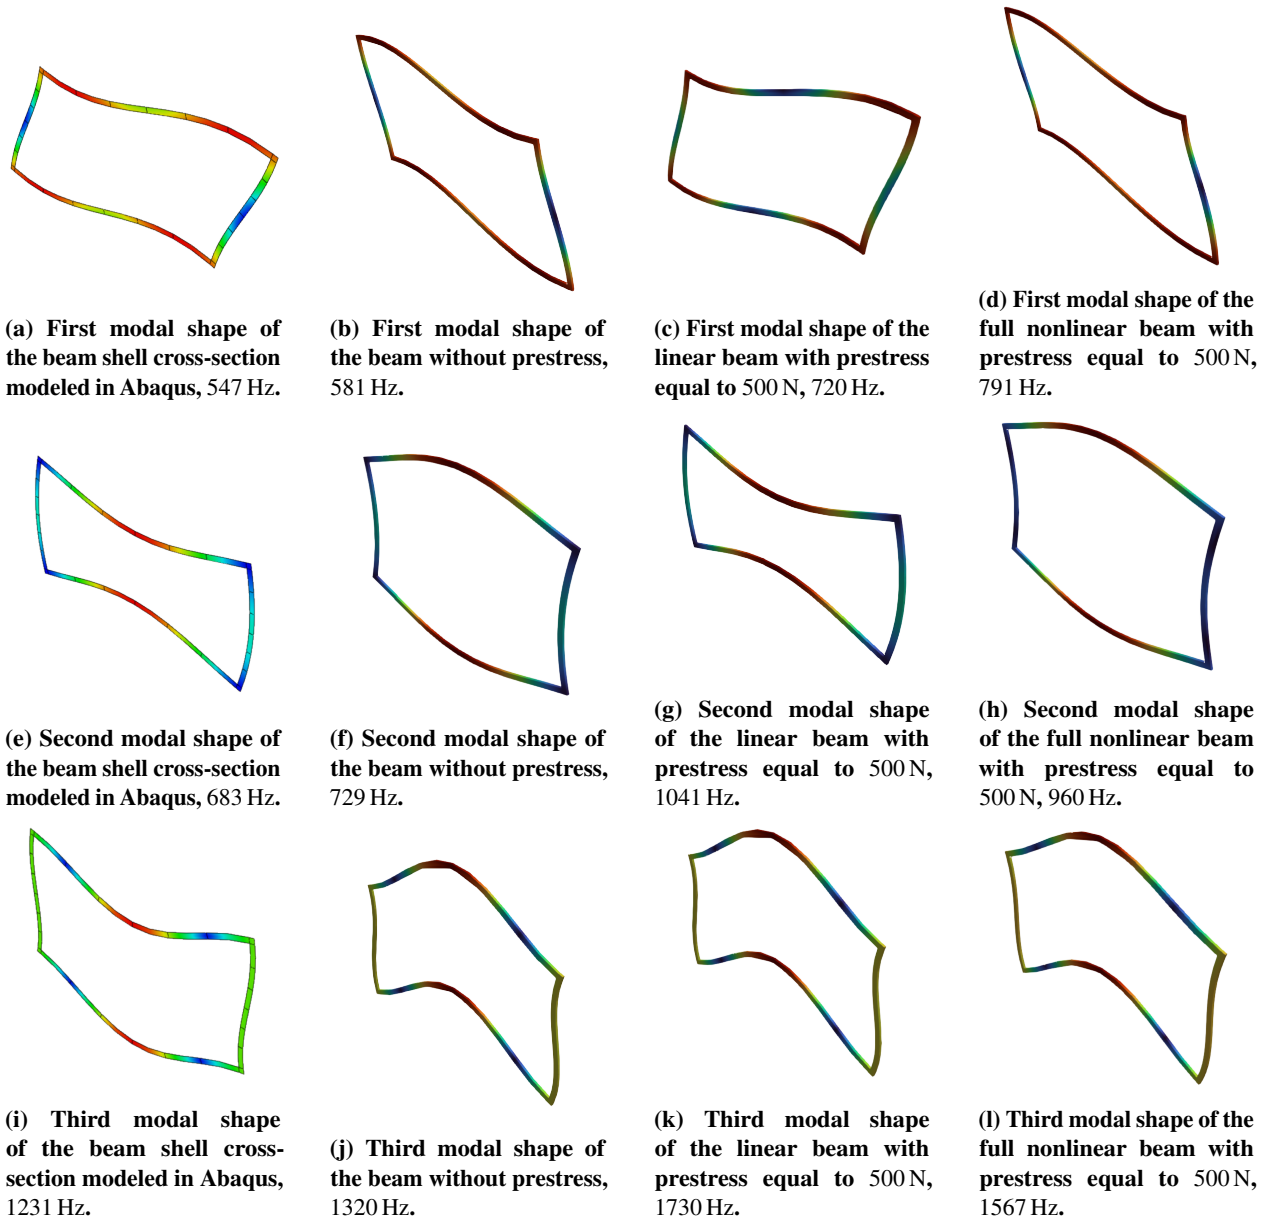 (a) First modal shape of
the beam shell cross-section
modeled in Abaqus, 547 Hz.
(b) First modal shape of
the beam without prestress,
581 Hz.
(c) First modal shape of the
linear beam with prestress
equal to 500 N, 720 Hz.
(d) First modal shape of the
full nonlinear beam with
prestress equal to 500 N,
791 Hz.
(e) Second modal shape of
the beam shell cross-section
modeled in Abaqus, 683 Hz.
(f) Second modal shape of
the beam without prestress,
729 Hz.
(g) Second modal shape
of the linear beam with
prestress equal to 500 N,
1041 Hz.
(h) Second modal shape
of the full nonlinear beam
with prestress equal to
500 N, 960 Hz.
(i) Third modal shape
of the beam shell cross-
section modeled in Abaqus,
1231 Hz.
(j) Third modal shape of
the beam without prestress,
1320 Hz.
(k) Third modal shape
of the linear beam with
prestress equal to 500 N,
1730 Hz.
(l) Third modal shape of the
full nonlinear beam with
prestress equal to 500 N,
1567 Hz.